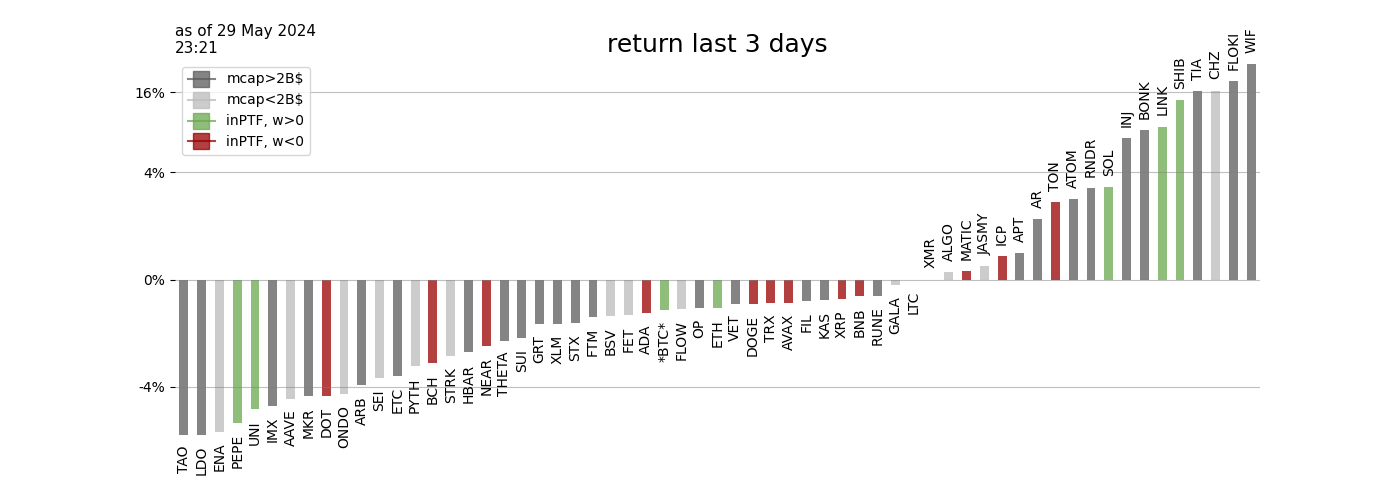 as of 29 May 2024
23:21
return last 3 days
mcap>2B$
mcap<2B$
inPTF, w>0
inPTF, w<0
16%
4%
0%
-4%
TAO
LDO
ENA
PEPE
UNI
IMX
AAVE
MKR
DOT
ONDO
ARB
SEI
ETC
PYTH
BCH
STRK
HBAR
NEAR
THETA
SUI
GRT
XLM
STX
FTM
BSV
FET
ADA
*BTC*
FLOW
OP
ETH
VET
DOGE
TRX
AVAX
FIL
KAS
XRP
BNB
RUNE
GALA
LTC
XMR
ALGO
MATIC
JASMY
ICP
APT
AR
TON
ATOM
RNDR
SOL
INJ
BONK
LINK
SHIB
TIA
CHZ
FLOKI
WIF